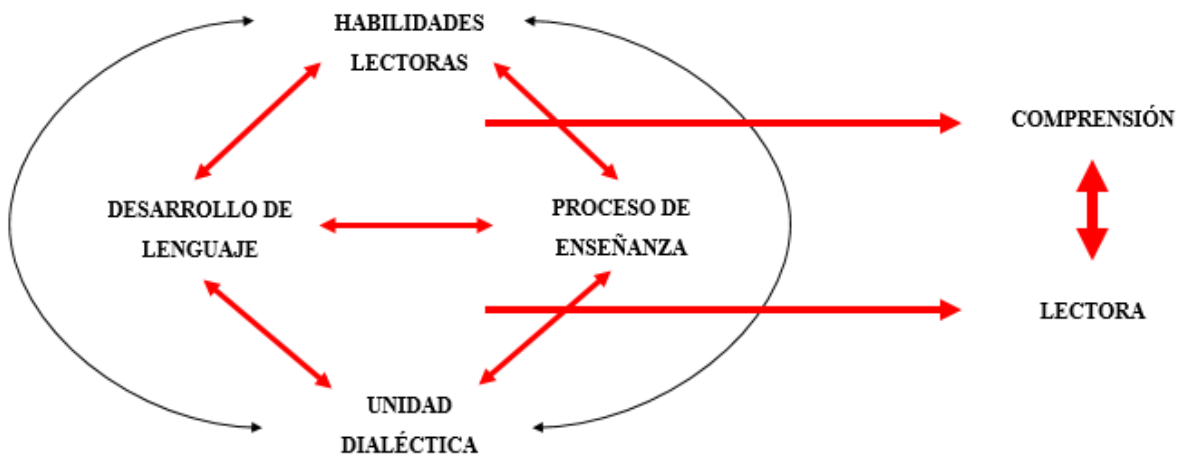 HABILIDADES
LECTORAS
COMPRENSIÓN
DESARROLLO DE
LENGUAJE
PROCESO DE
ENSEÑANZA
LECTORA
UNIDAD
DIALÉCTICA